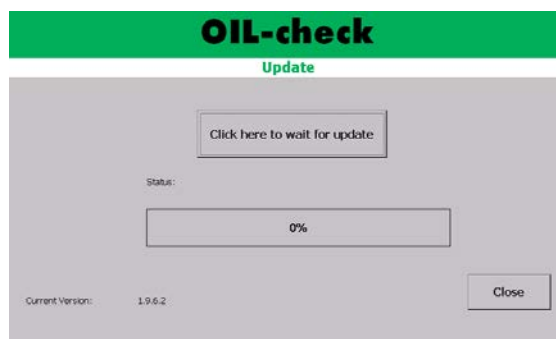 OIL-check
Update
Click here to wait for update
Status:
0%
Close
Current Version: 1.9.6.2